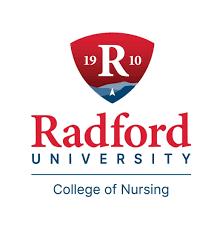 19 R 10
Radford
UNIVERSITY
College of Nursing